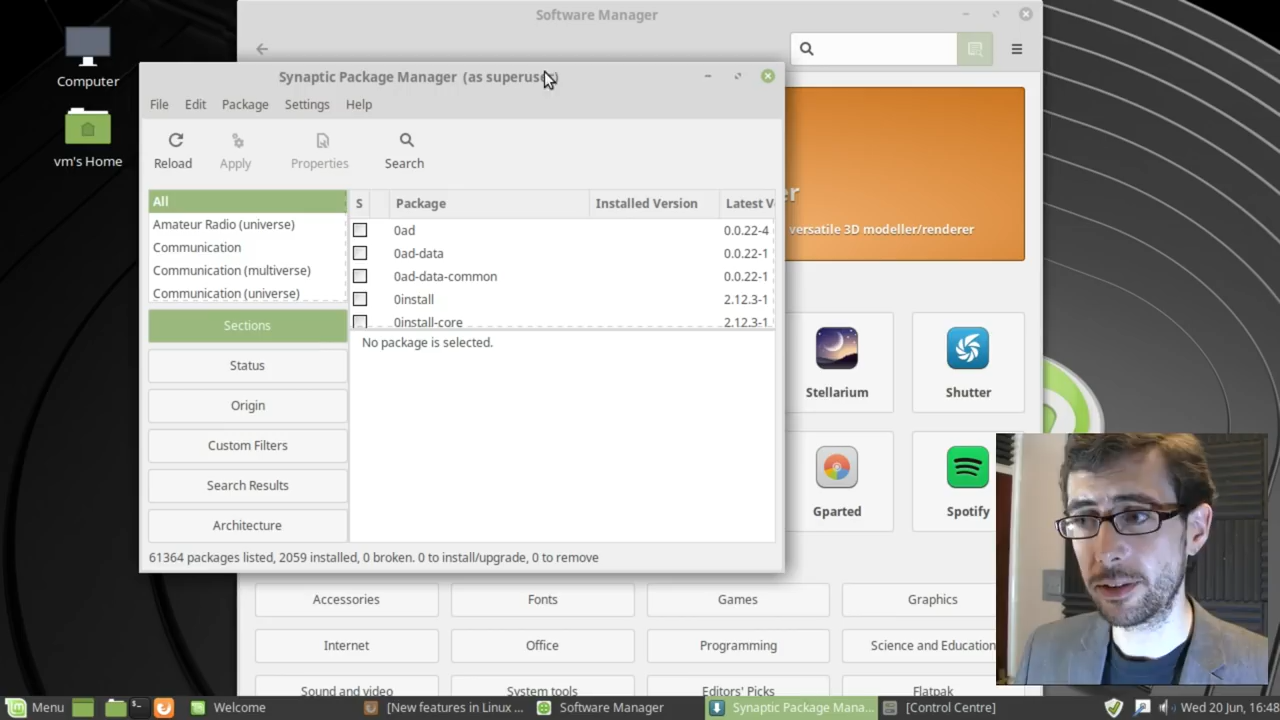 Software Manager
Computer
vm's Home
Synaptic Package Manager (as superuser)
File Edit Package Settings Help
Reload Apply Properties Search
All
Amateur Radio (universe)
Communication
Communication (multiverse)
Communication (universe)
Sections
Status
Origin
Custom Filters
Search Results
Architecture
S Package Installed Version Latest V
0ad 0.0.22-4
0ad-data 0.0.22-1
0ad-data-common 0.0.22-1
0install 2.12.3-1
0install-core 2.12.3-1
No package is selected.
61364 packages listed, 2059 installed, 0 broken. 0 to install/upgrade, 0 to remove
versatile 3D modeller/renderer
Stellarium Shutter
Gparted Spotify
Accessories Fonts Games Graphics
Internet Office Programming Science and Education
Sound and video System tools Editors' Picks Flatpak
Menu Welcome [New features in Linux ... Software Manager Synaptic Package Mana... [Control Centre] Wed 20 Jun, 16:48